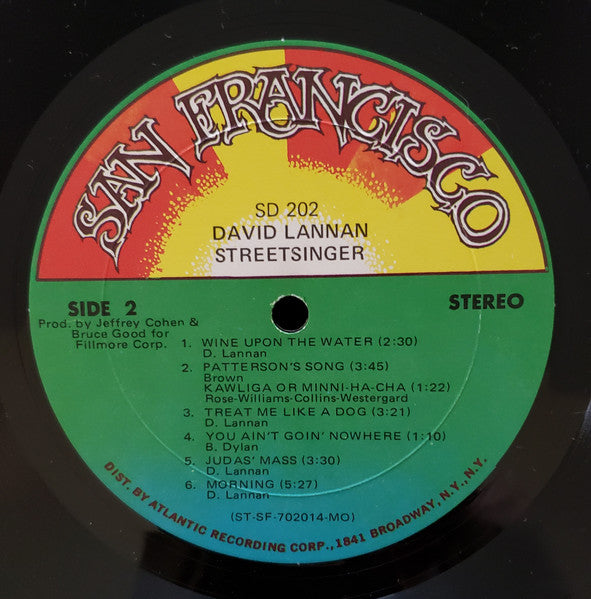 SAN FRANCISCO
SD 202
DAVID LANNAN
STREETSINGER
SIDE 2
STEREO
Prod. by Jeffrey Cohen &
Bruce Good for
Fillmore Corp.
1. WINE UPON THE WATER (2:30)
D. Lannan
2. PATTERSON'S SONG (3:45)
Brown
KAWLIGA OR MINNI-HA-CHA (1:22)
Rose-Williams-Collins-Westergard
3. TREAT ME LIKE A DOG (3:21)
D. Lannan
4. YOU AIN'T GOIN' NOWHERE (1:10)
B. Dylan
5. JUDAS' MASS (3:30)
D. Lannan
6. MORNING (5:27)
D. Lannan
(ST-SF-702014-MO)
DIST. BY ATLANTIC RECORDING CORP., 1841 BROADWAY, N.Y., N.Y.